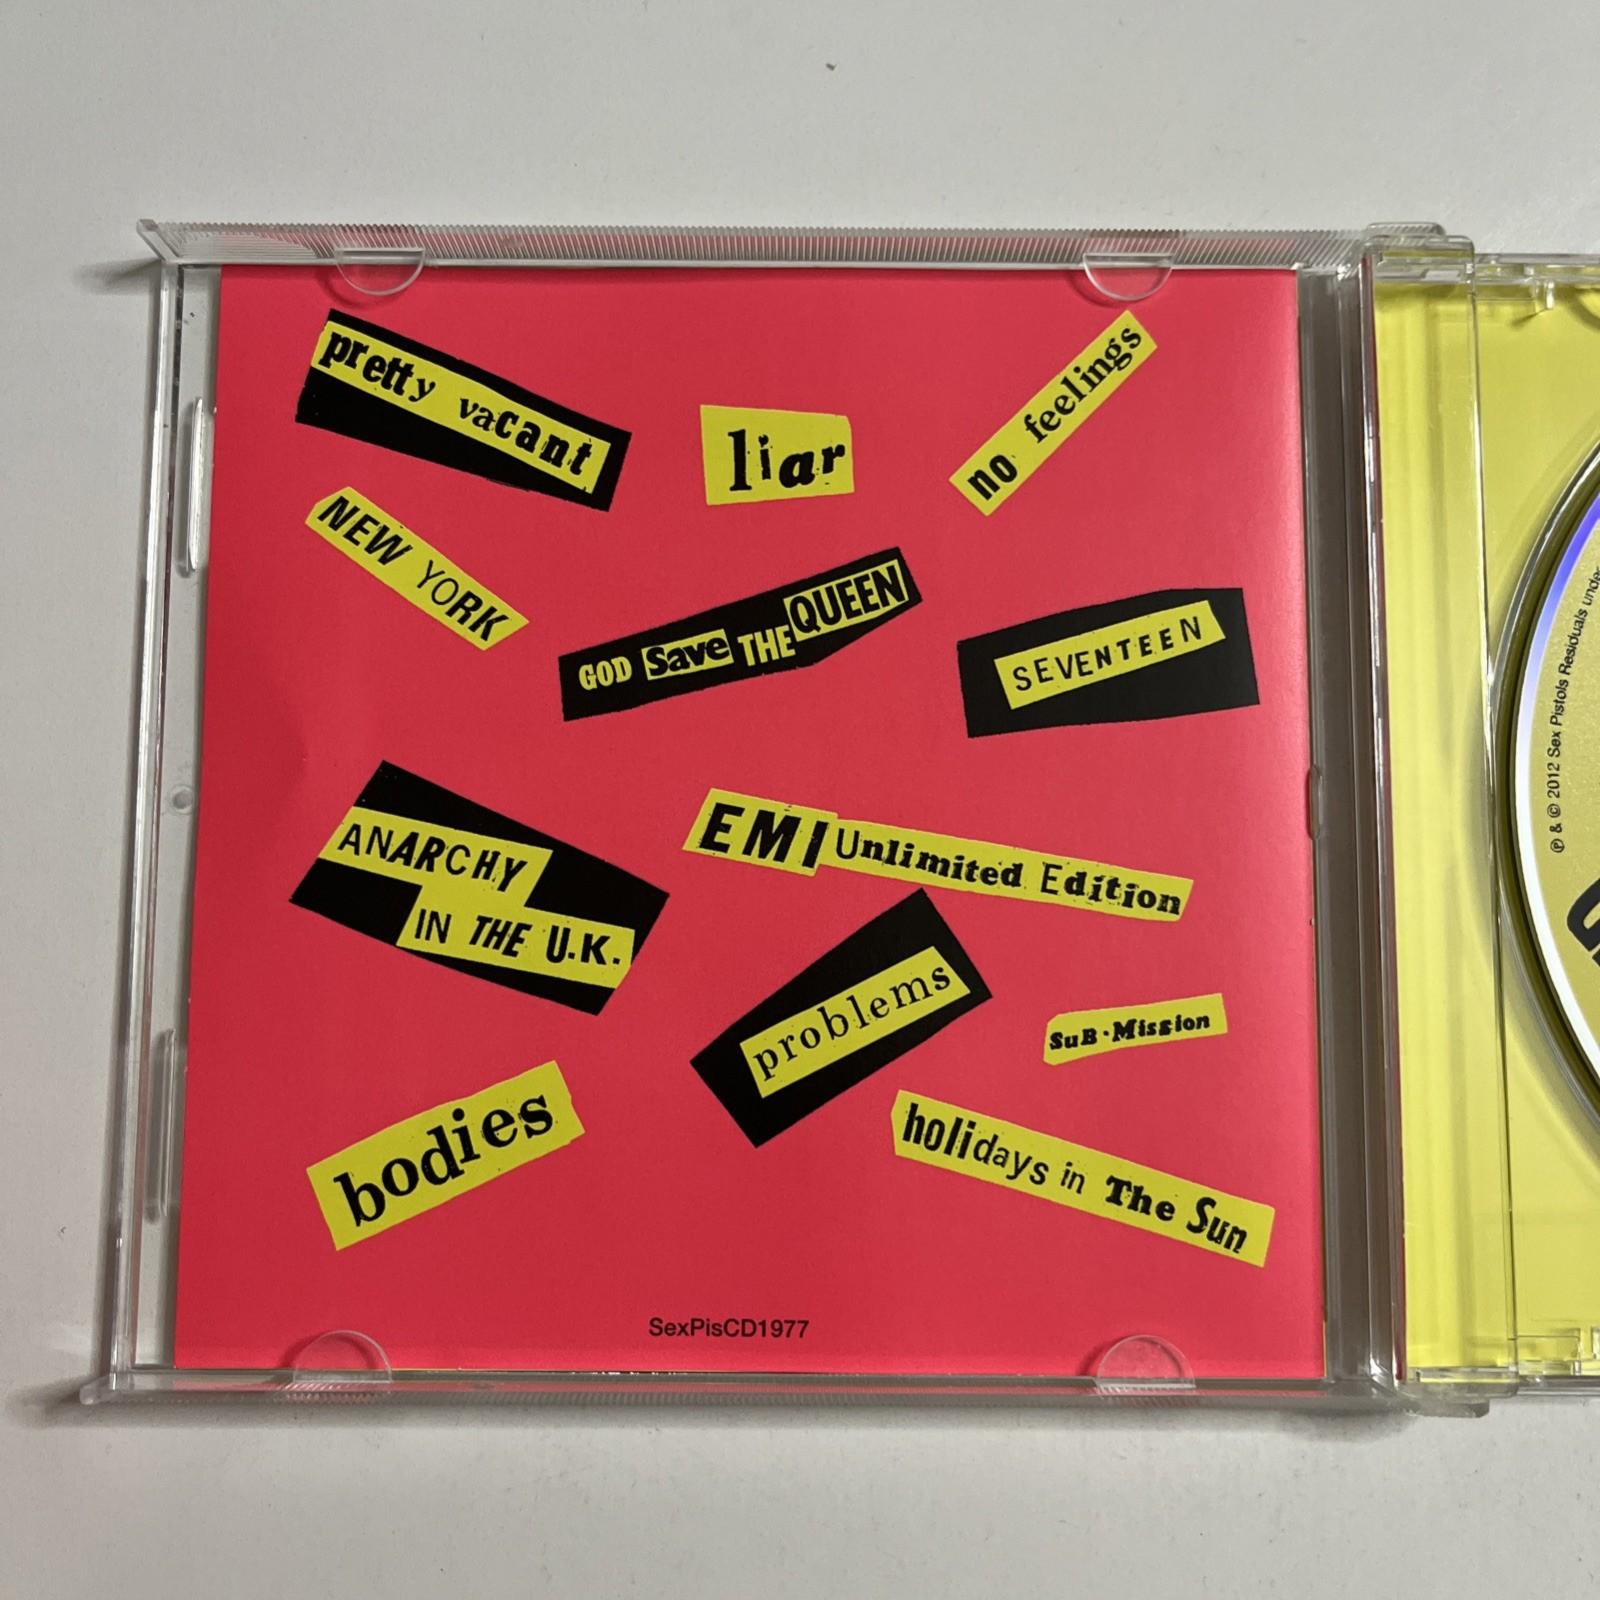 pretty vacant
liar
no feelings
NEW YORK
GOD Save THE QUEEN
SEVENTEEN
ANARCHY
IN THE U.K.
EMI Unlimited Edition
problems
SuB·Mission
bodies
holidays in The Sun
SexPisCD1977
℗ & © 2012 Sex Pistols Residuals